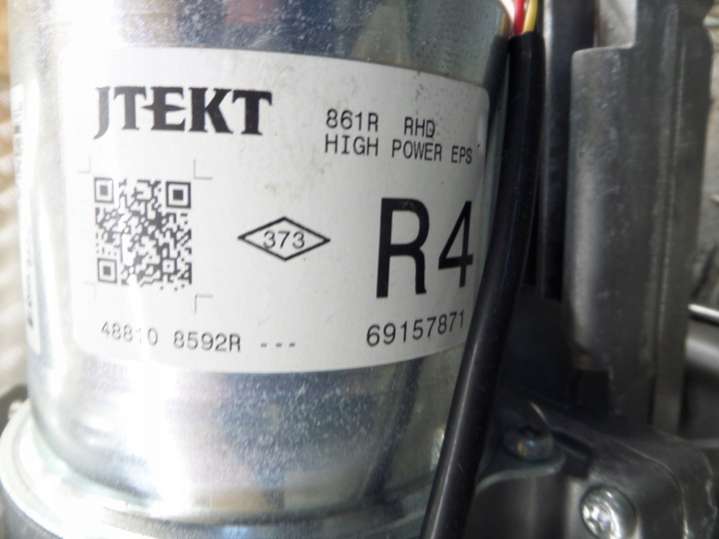 JTEKT
861R RHD
HIGH POWER EPS
373
R4
48810 8592R ---
69157871